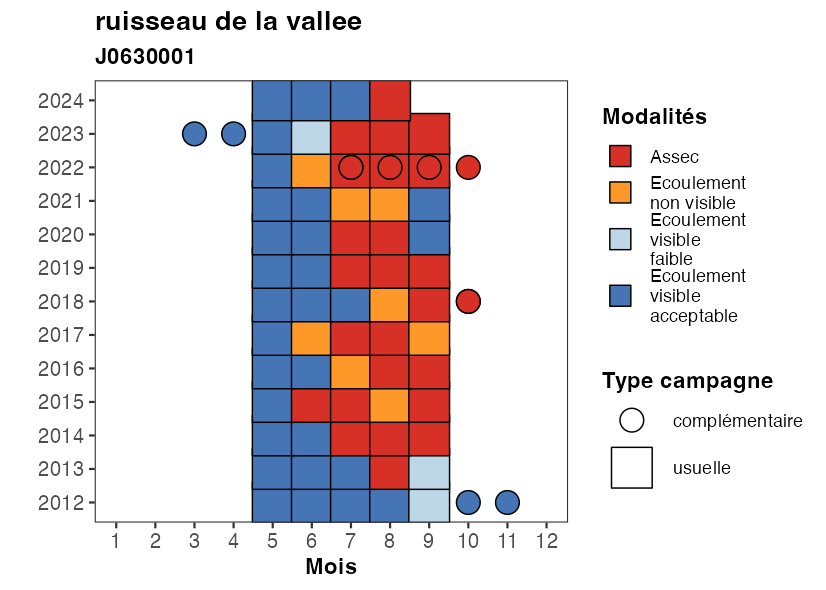 ruisseau de la vallee
J0630001
2024
2023
2022
2021
2020
2019
2018
2017
2016
2015
2014
2013
2012
1 2 3 4 5 6 7 8 9 10 11 12
Mois
Modalités
Assec
Ecoulement
non visible
Ecoulement
visible
faible
Ecoulement
visible
acceptable
Type campagne
complémentaire
usuelle